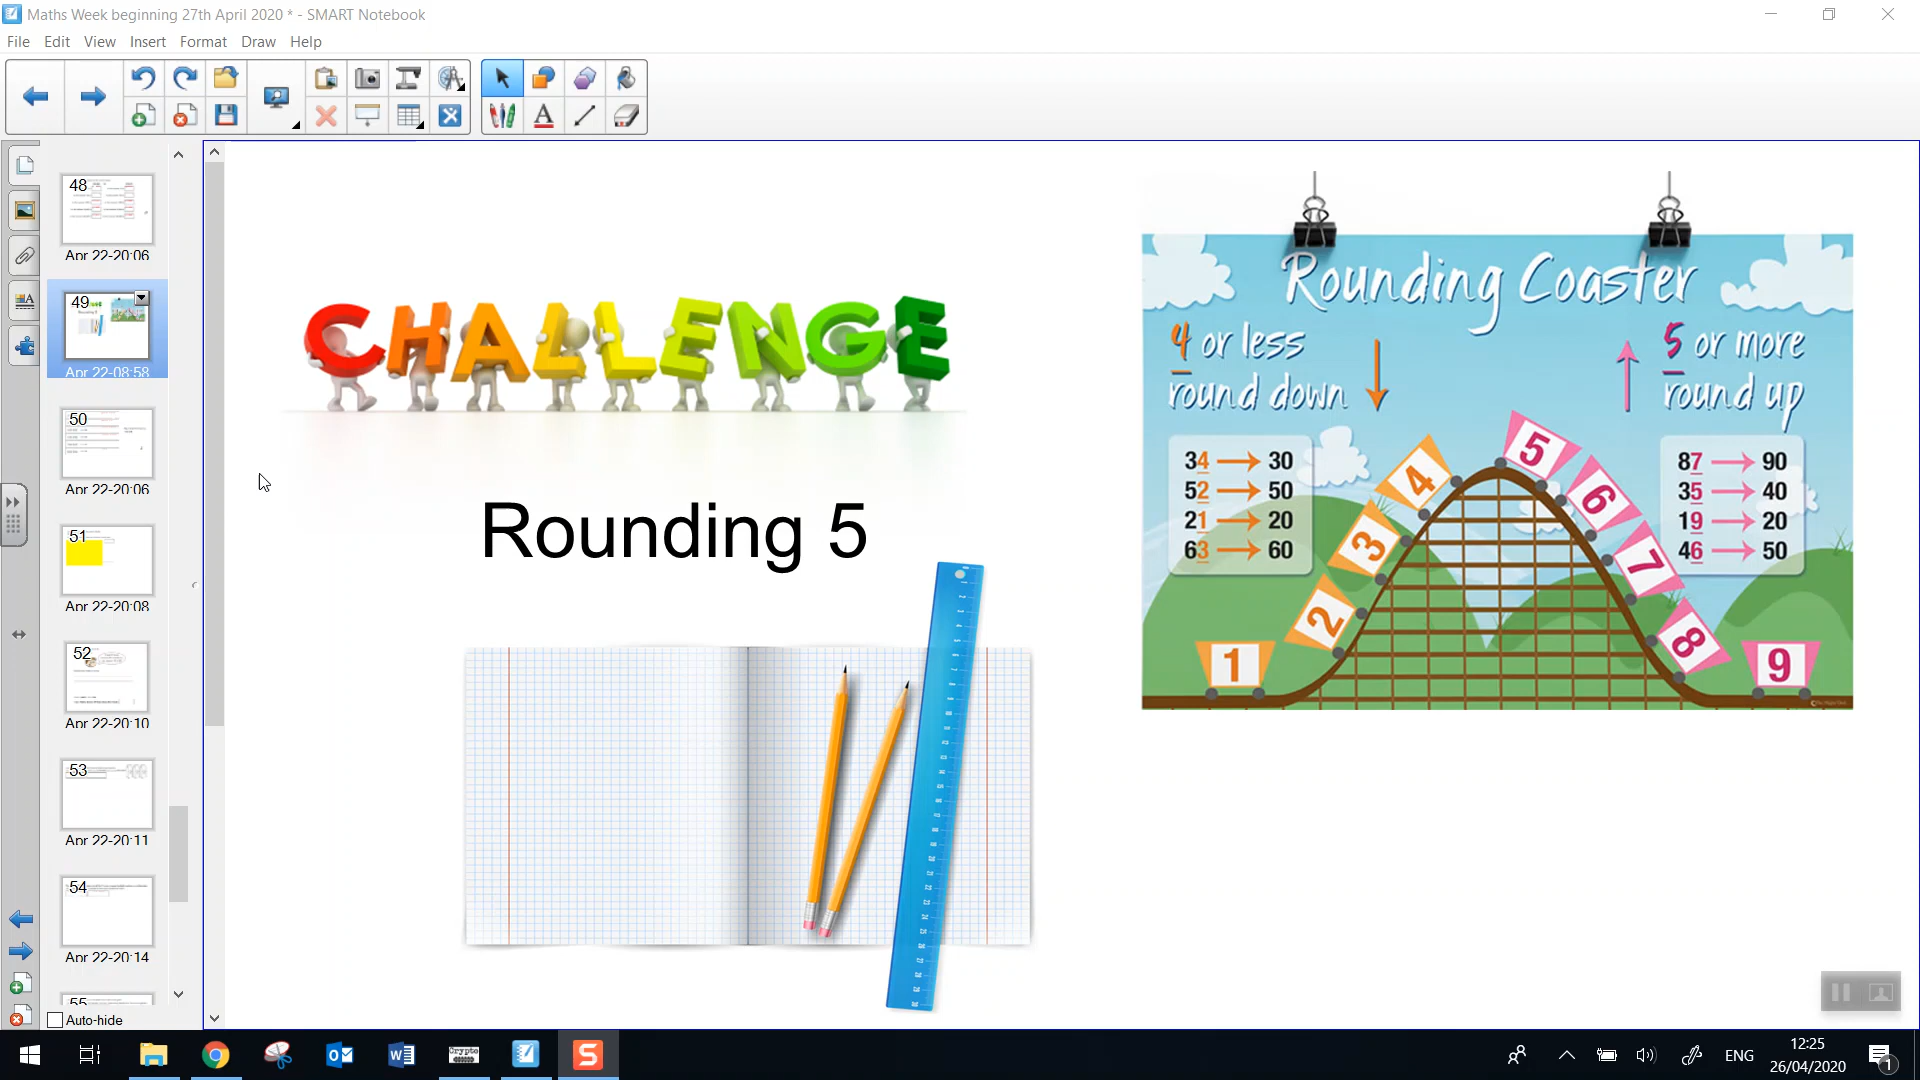 Maths Week beginning 27th April 2020 * - SMART Notebook
File Edit View Insert Format Draw Help
48
Apr 22-20:06
49
Apr 22-08:58
50
Apr 22-20:06
51
Apr 22-20:08
52
Apr 22-20:10
53
Apr 22-20:11
54
Apr 22-20:14
55
Auto-hide
CHALLENGE
Rounding 5
Rounding Coaster
4 or less
round down
5 or more
round up
34 → 30
52 → 50
21 → 20
63 → 60
87 → 90
35 → 40
19 → 20
46 → 50
1
2
3
4
5
6
7
8
9
Crypto
ENG
12:25
26/04/2020
1